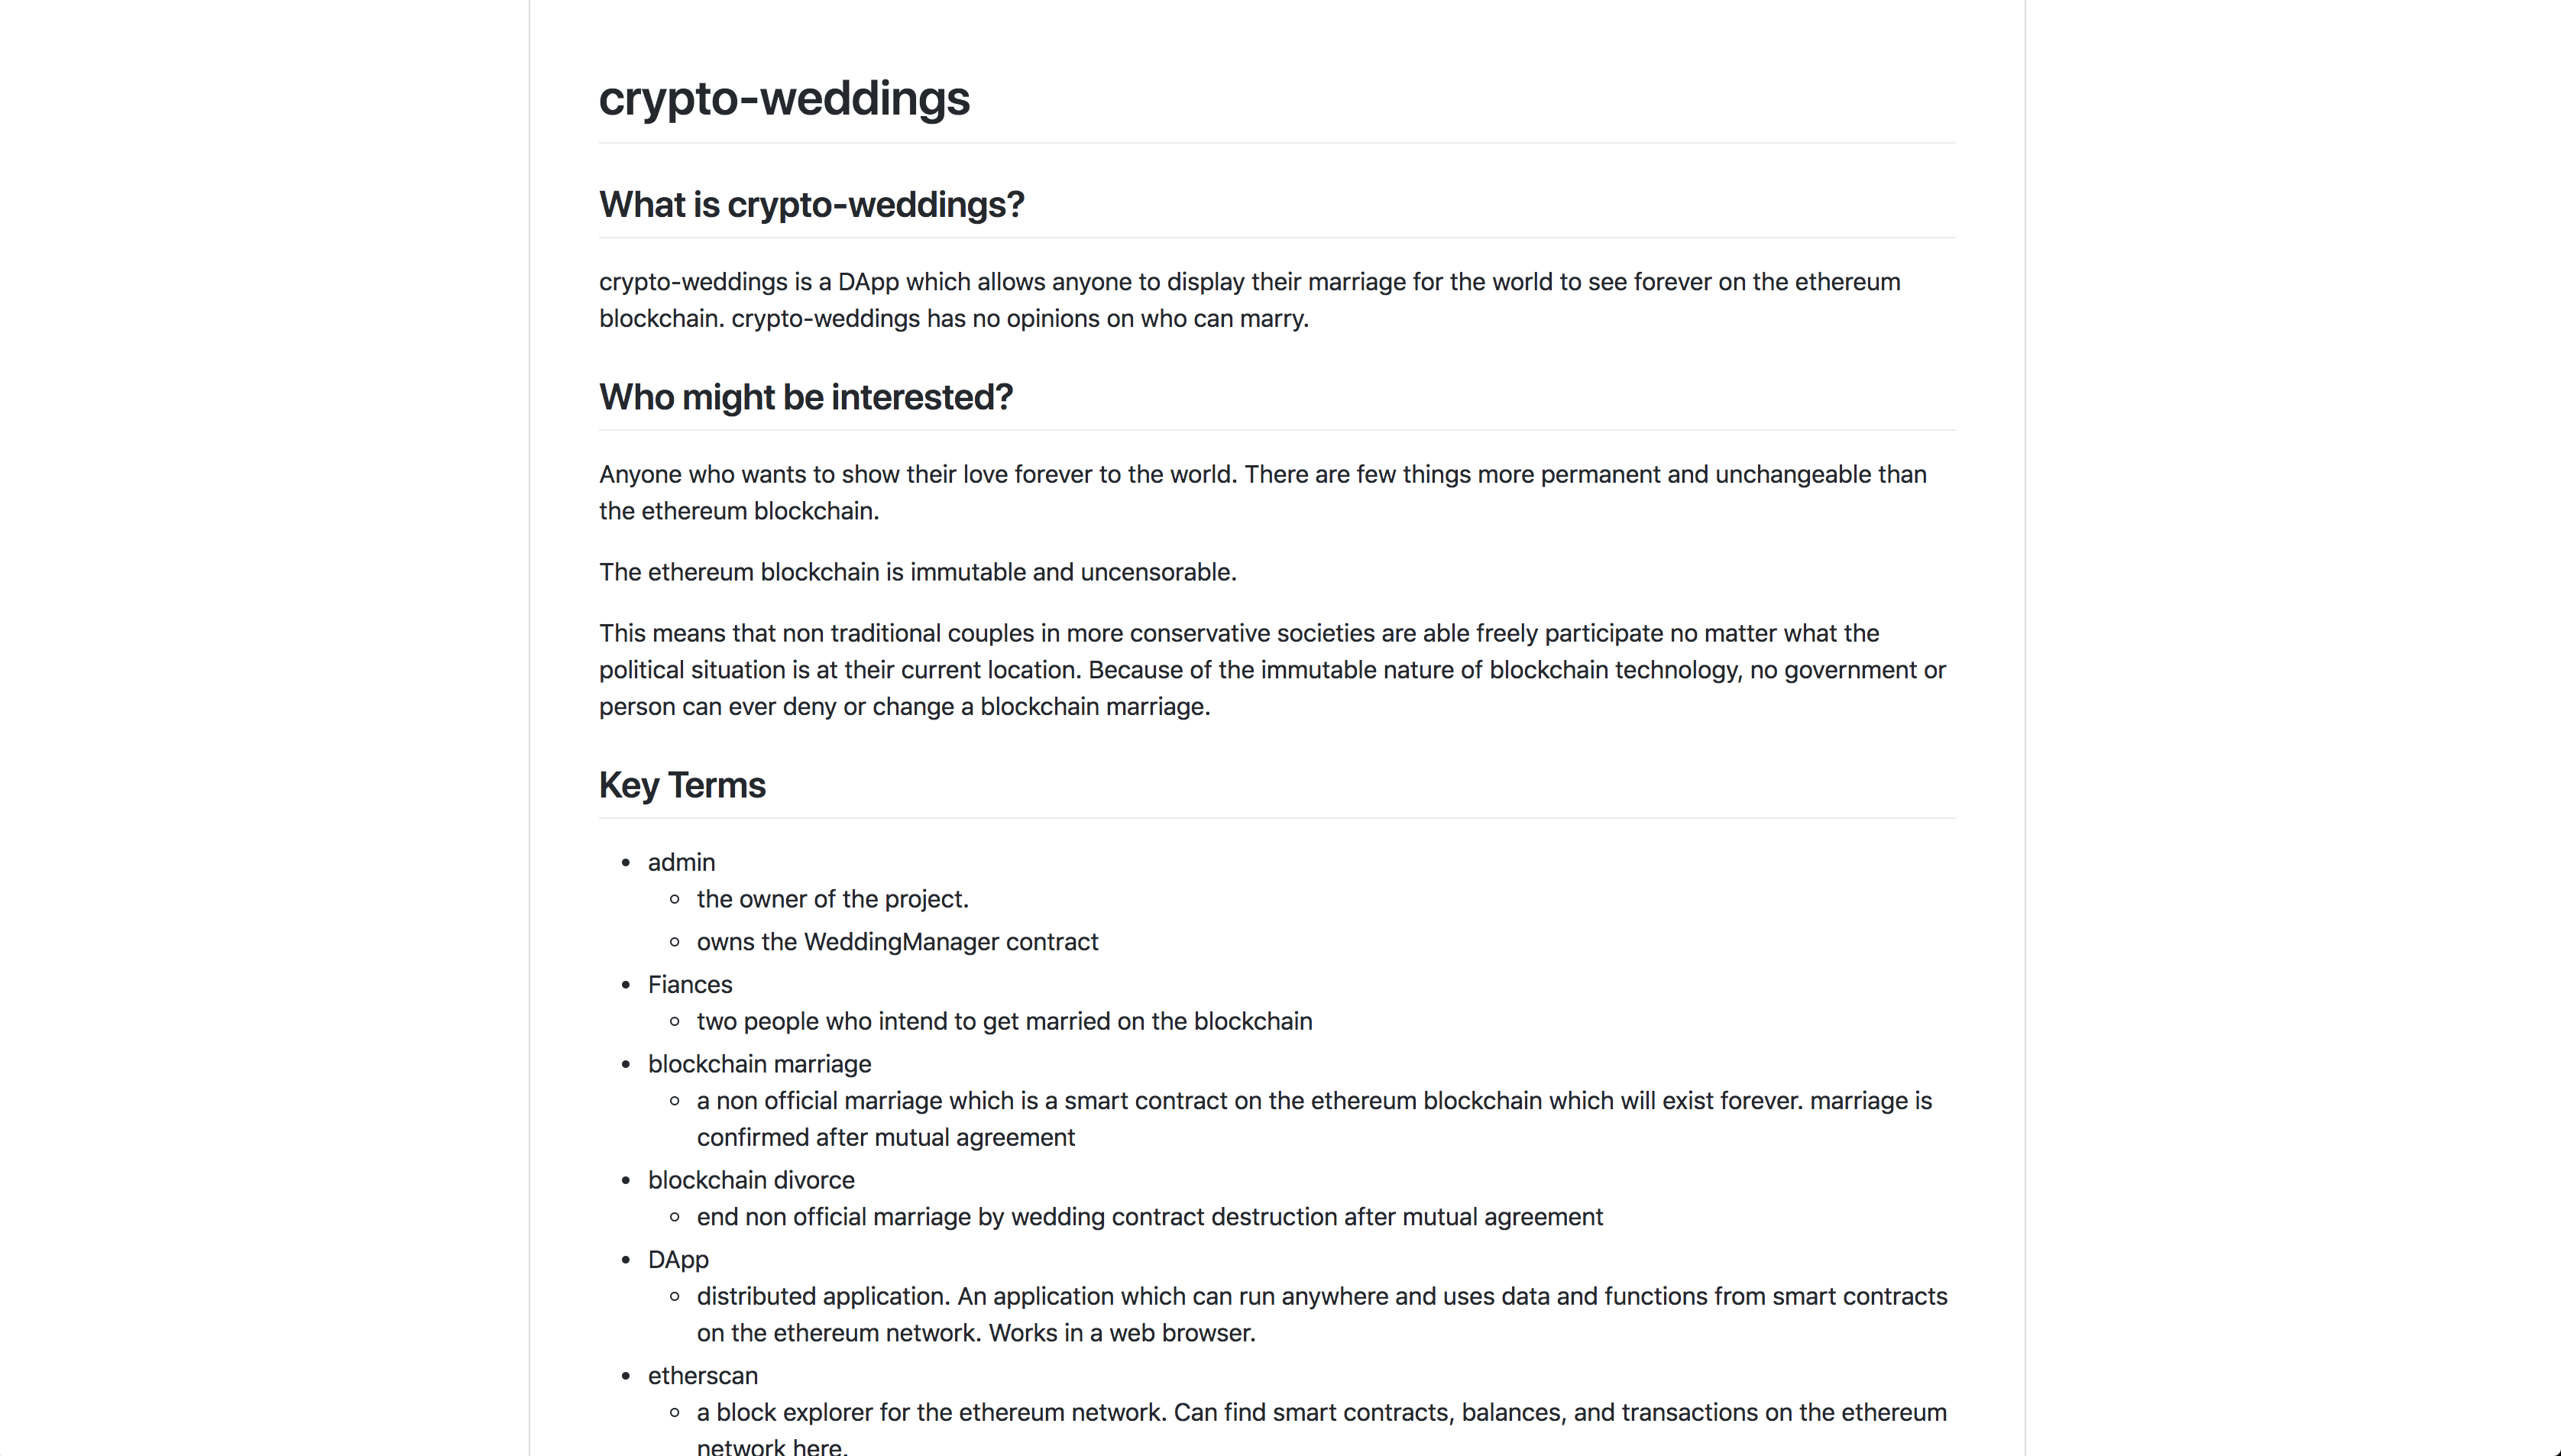 crypto-weddings
What is crypto-weddings?
crypto-weddings is a DApp which allows anyone to display their marriage for the world to see forever on the ethereum
blockchain. crypto-weddings has no opinions on who can marry.
Who might be interested?
Anyone who wants to show their love forever to the world. There are few things more permanent and unchangeable than
the ethereum blockchain.
The ethereum blockchain is immutable and uncensorable.
This means that non traditional couples in more conservative societies are able freely participate no matter what the
political situation is at their current location. Because of the immutable nature of blockchain technology, no government or
person can ever deny or change a blockchain marriage.
Key Terms
admin
the owner of the project.
owns the WeddingManager contract
Fiances
two people who intend to get married on the blockchain
blockchain marriage
a non official marriage which is a smart contract on the ethereum blockchain which will exist forever. marriage is
confirmed after mutual agreement
blockchain divorce
end non official marriage by wedding contract destruction after mutual agreement
DApp
distributed application. An application which can run anywhere and uses data and functions from smart contracts
on the ethereum network. Works in a web browser.
etherscan
a block explorer for the ethereum network. Can find smart contracts, balances, and transactions on the ethereum
network here.